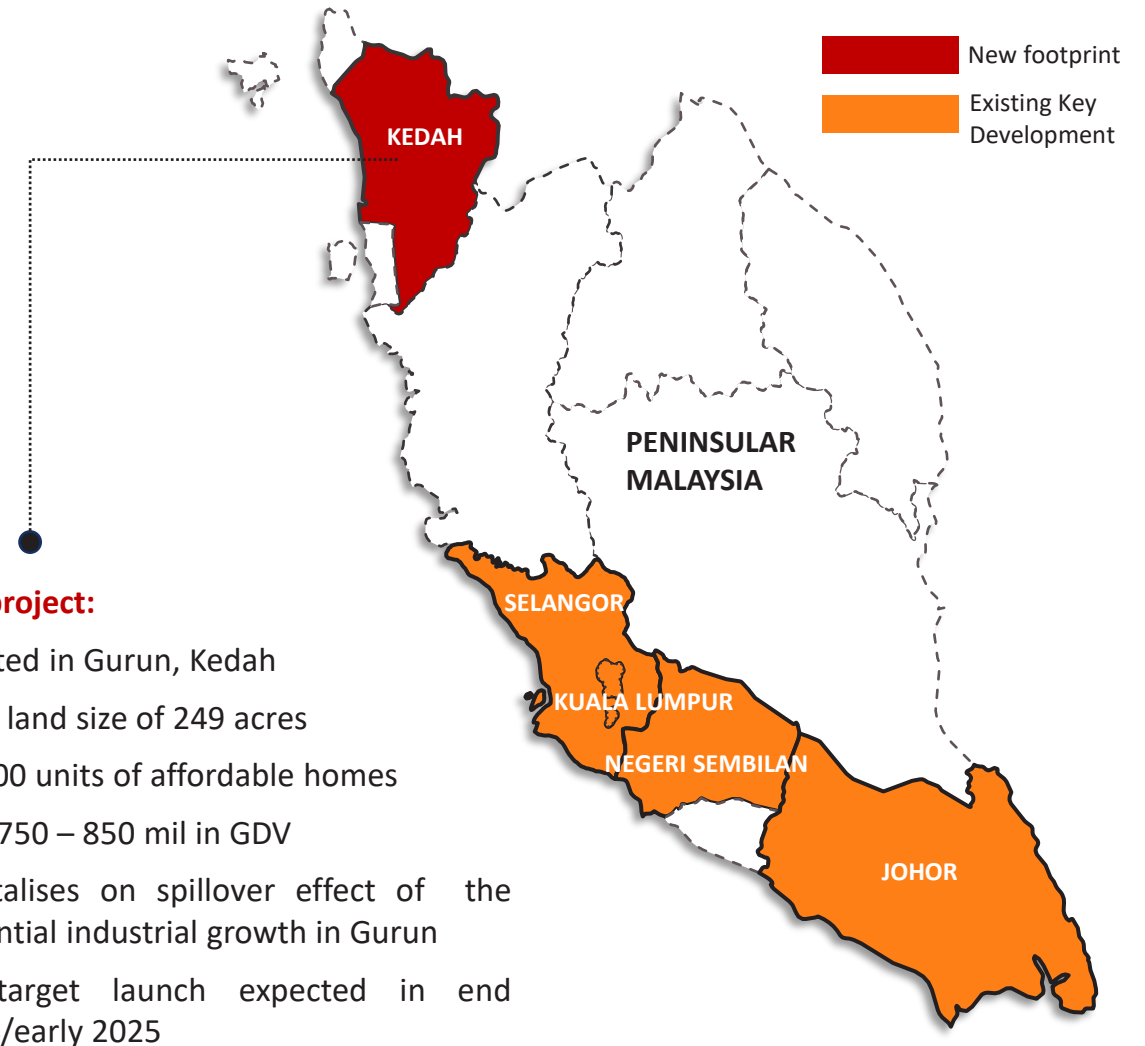 New footprint
Existing Key
Development
KEDAH
PENINSULAR
MALAYSIA
SELANGOR
KUALA LUMPUR
NEGERI SEMBILAN
JOHOR
project:
ted in Gurun, Kedah
land size of 249 acres
00 units of affordable homes
750 – 850 mil in GDV
talises on spillover effect of the
ntial industrial growth in Gurun
target launch expected in end
/early 2025